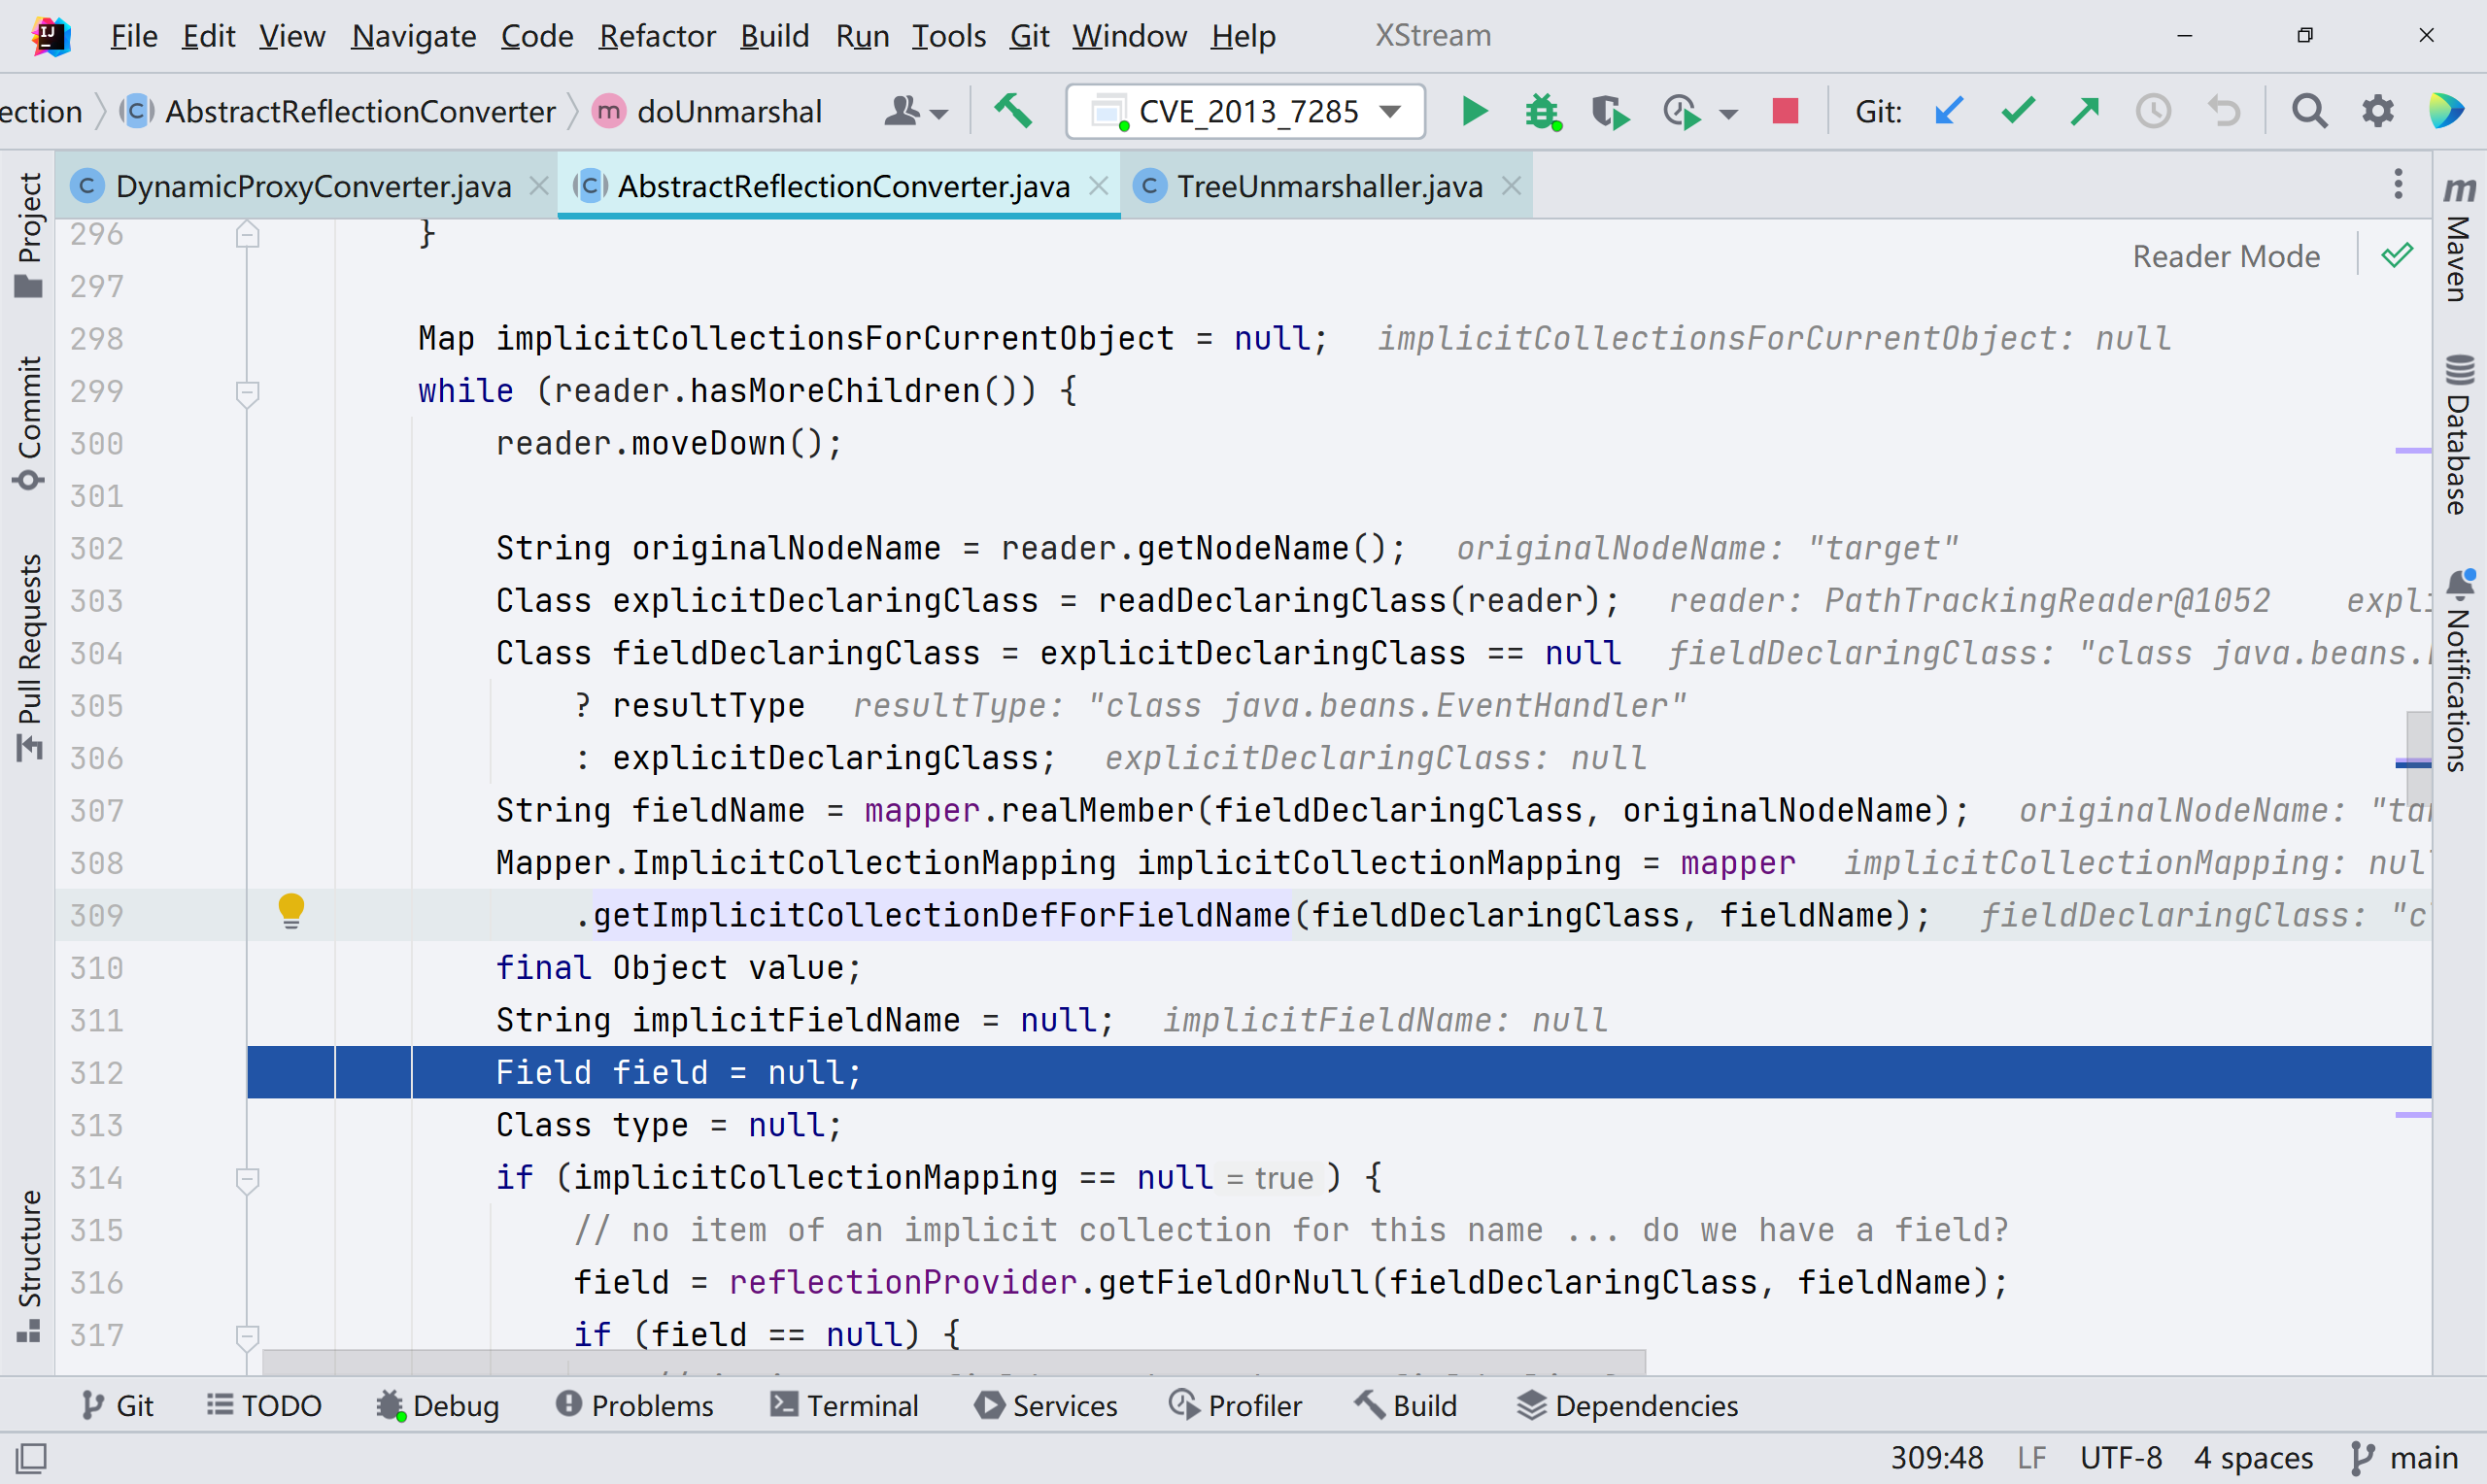 File Edit View Navigate Code Refactor Build Run Tools Git Window Help XStream
ection AbstractReflectionConverter m doUnmarshal CVE_2013_7285 Git:
DynamicProxyConverter.java AbstractReflectionConverter.java TreeUnmarshaller.java
Reader Mode
296 }
297
298 Map implicitCollectionsForCurrentObject = null; implicitCollectionsForCurrentObject: null
299 while (reader.hasMoreChildren()) {
300 reader.moveDown();
301
302 String originalNodeName = reader.getNodeName(); originalNodeName: "target"
303 Class explicitDeclaringClass = readDeclaringClass(reader); reader: PathTrackingReader@1052 expli
304 Class fieldDeclaringClass = explicitDeclaringClass == null fieldDeclaringClass: "class java.beans.
305 ? resultType resultType: "class java.beans.EventHandler"
306 : explicitDeclaringClass; explicitDeclaringClass: null
307 String fieldName = mapper.realMember(fieldDeclaringClass, originalNodeName); originalNodeName: "tar
308 Mapper.ImplicitCollectionMapping implicitCollectionMapping = mapper implicitCollectionMapping: null
309 .getImplicitCollectionDefForFieldName(fieldDeclaringClass, fieldName); fieldDeclaringClass: "c
310 final Object value;
311 String implicitFieldName = null; implicitFieldName: null
312 Field field = null;
313 Class type = null;
314 if (implicitCollectionMapping == null = true ) {
315 // no item of an implicit collection for this name ... do we have a field?
316 field = reflectionProvider.getFieldOrNull(fieldDeclaringClass, fieldName);
317 if (field == null) {
Project
Commit
Pull Requests
Structure
m Maven
Database
Notifications
Git TODO Debug Problems Terminal Services Profiler Build Dependencies
309:48 LF UTF-8 4 spaces main